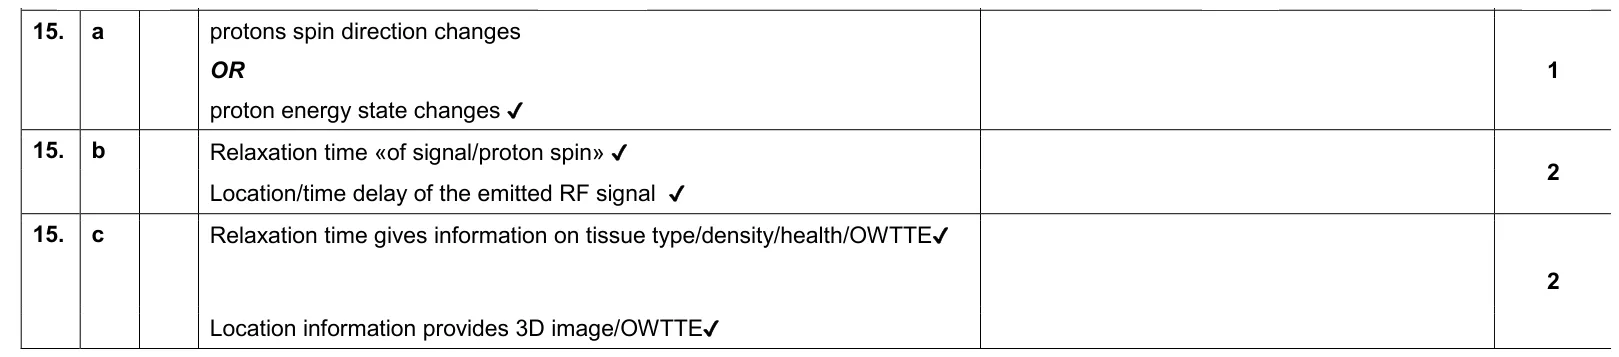 15. a protons spin direction changes
OR
proton energy state changes ✓ 1
15. b Relaxation time «of signal/proton spin» ✓
Location/time delay of the emitted RF signal ✓ 2
15. c Relaxation time gives information on tissue type/density/health/OWTTE✓
2
Location information provides 3D image/OWTTE✓